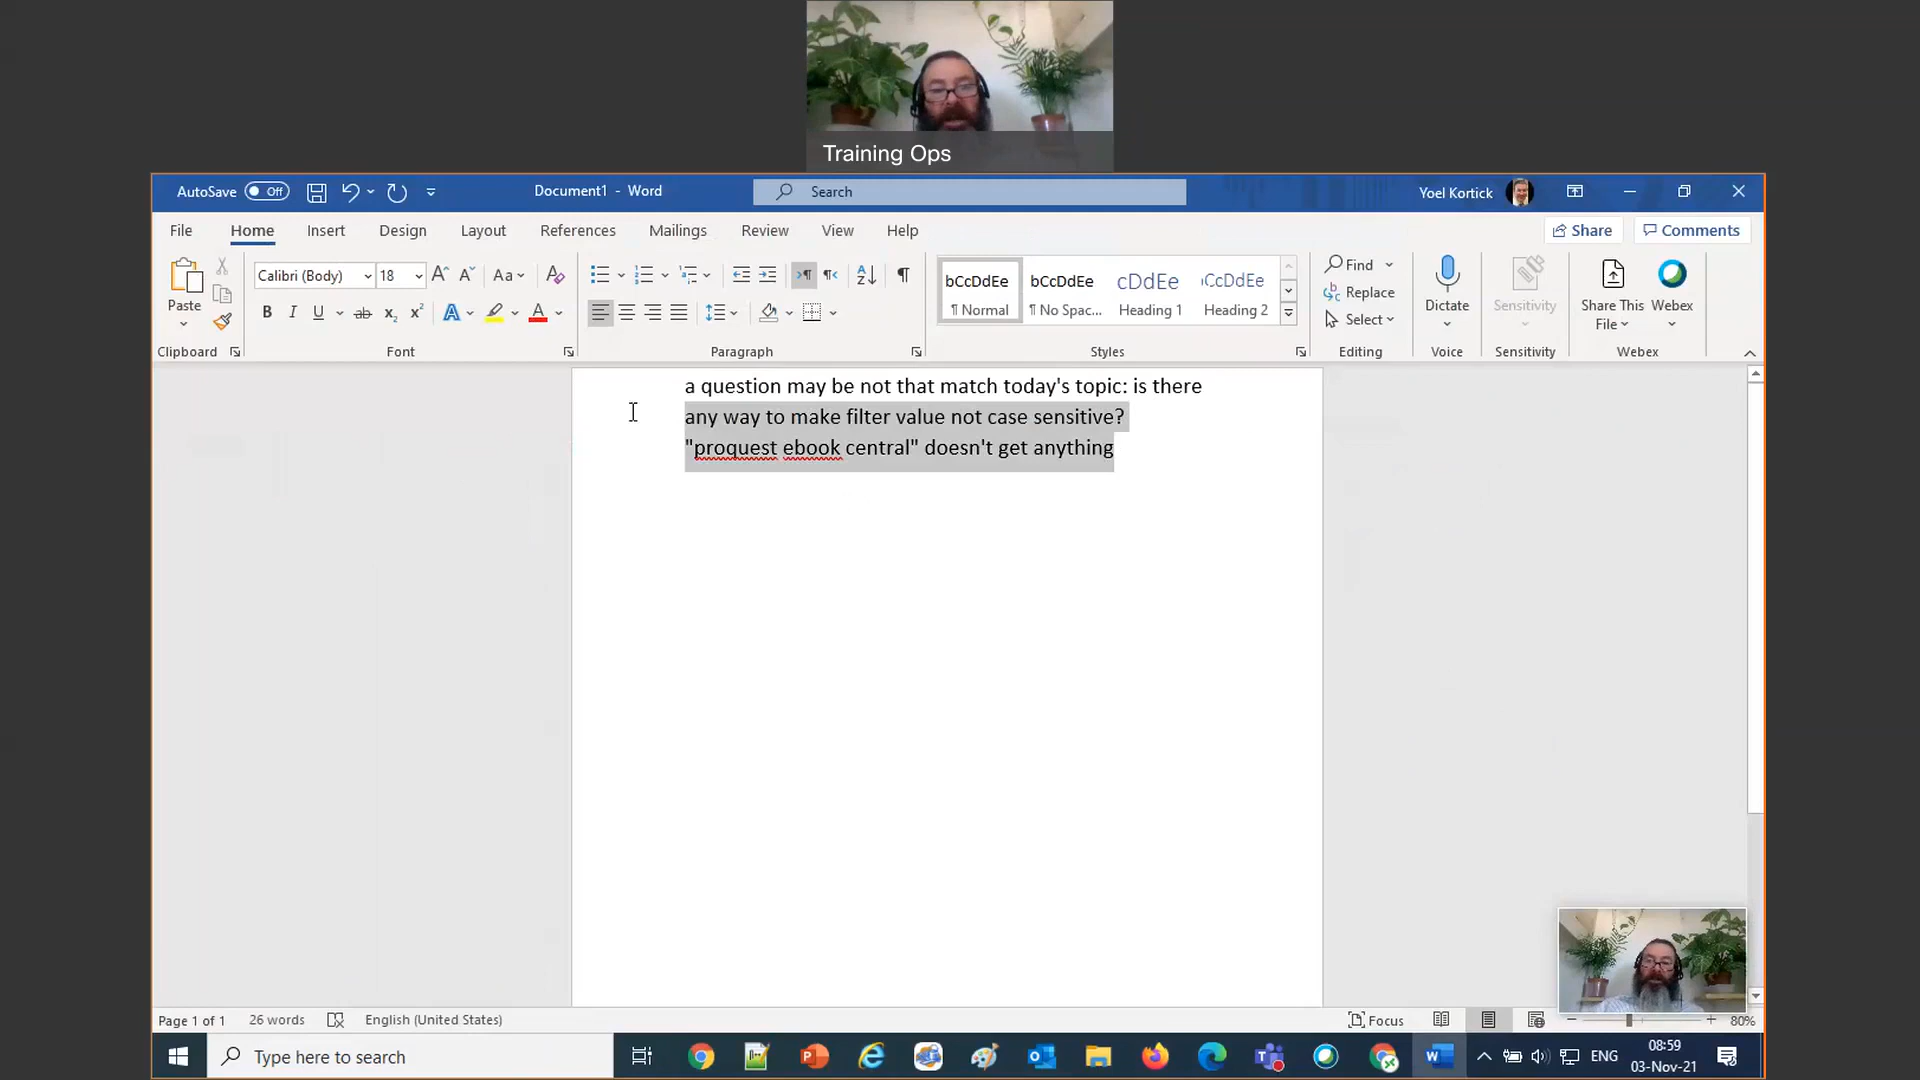 Training Ops
AutoSave Off Document1 - Word Search Yoel Kortick
File Home Insert Design Layout References Mailings Review View Help Share Comments
Paste
Clipboard
Calibri (Body) 18 Aa
B I U ab x₂ x² A A
Font
Paragraph
bCcDdEe bCcDdEe cDdEe ıCcDdEe
¶ Normal ¶ No Spac... Heading 1 Heading 2
Styles
Find
Replace
Select
Editing
Dictate
Voice
Sensitivity
Sensitivity
Share This File Webex
Webex
a question may be not that match today's topic: is there
any way to make filter value not case sensitive?
"proquest ebook central" doesn't get anything
Page 1 of 1 26 words English (United States) Focus 80%
Type here to search ENG 08:59
03-Nov-21